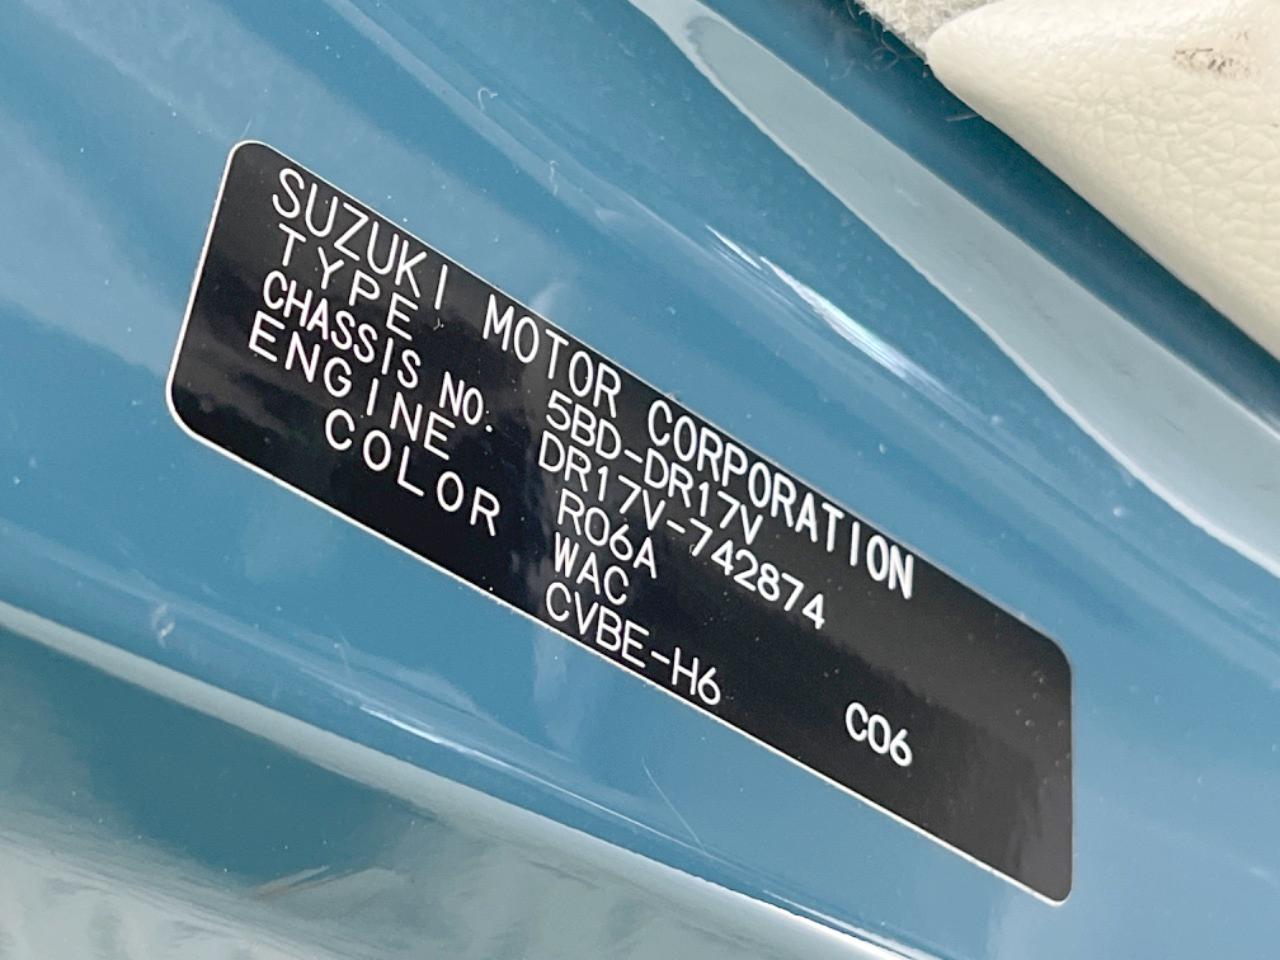 SUZUKI MOTOR CORPORATION
TYPE 5BD-DR17V
CHASSIS NO. DR17V-742874
ENGINE R06A
COLOR WAC
CVBE-H6 C06